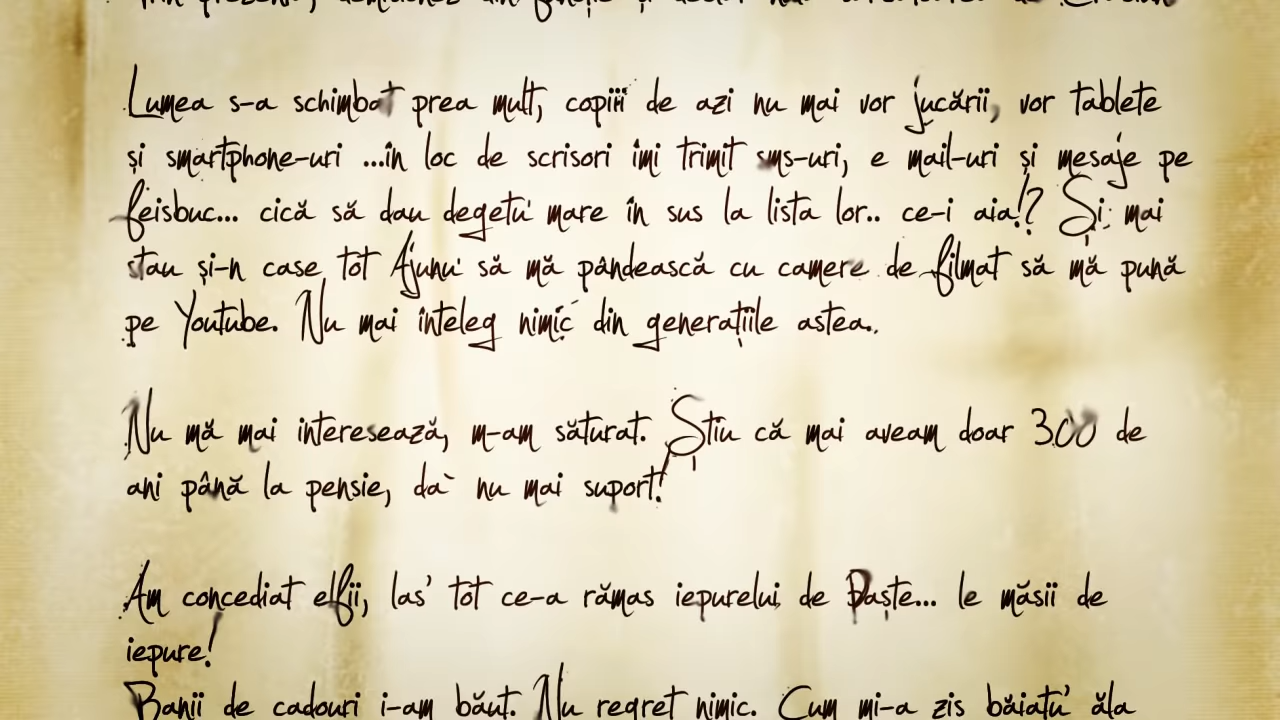 Lumea s-a schimbat prea mult, copiii de azi nu mai vor jucării, vor tablete
și smartphone-uri ...în loc de scrisori îmi trimit sms-uri, e mail-uri și mesaje pe
feisbuc... cică să dau degetu' mare în sus la lista lor.. ce-i aia!? Și mai
stau și-n case tot Ajunu' să mă pândească cu camere de filmat să mă pună
pe Youtube. Nu mai înteleg nimic din generațiile astea..
Nu mă mai interesează, m-am săturat. Știu că mai aveam doar 300 de
ani până la pensie, da` nu mai suport!
Am concediat elfii, las' tot ce-a rămas iepurelui de Paște... le măsii de
iepure!
Banii de cadouri i-am băut. Nu regret nimic. Cum mi-a zis băiatu' ăla